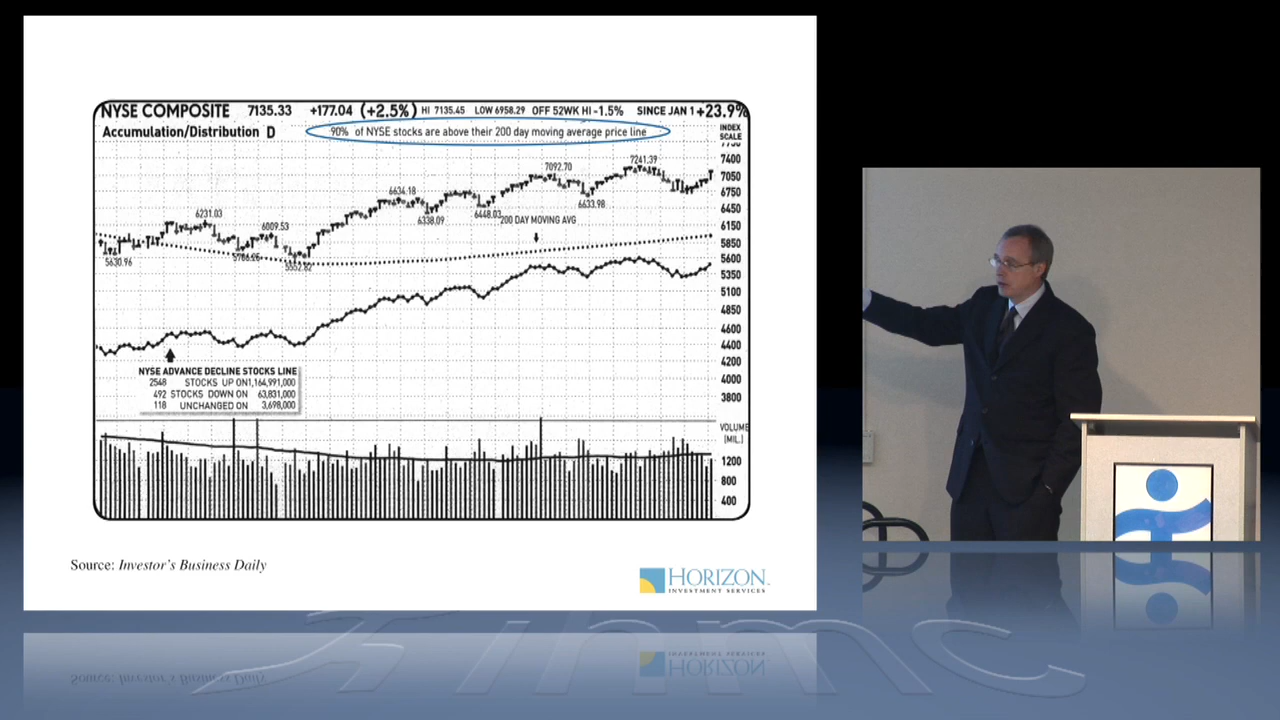 NYSE COMPOSITE 7135.33 +177.04 (+2.5%) HI 7135.45 LOW 6958.29 OFF 52WK HI -1.5% SINCE JAN 1 +23.9%
Accumulation/Distribution D
90% of NYSE stocks are above their 200 day moving average price line
INDEX
SCALE
7400
7050
6750
6450
6150
5850
5600
5350
5100
4850
4600
4400
4200
4000
3800
7241.39
7092.70
6634.18
6633.98
6448.03
6338.09
200 DAY MOVING AVG
6231.03
6009.53
5630.96
5552.82
NYSE ADVANCE DECLINE STOCKS LINE
2548 STOCKS UP ON 1,164,991,000
492 STOCKS DOWN ON 63,831,000
118 UNCHANGED ON 3,698,000
VOLUME
(MIL.)
1200
800
400
Source: Investor's Business Daily
HORIZON
INVESTMENT SERVICES
ihmc